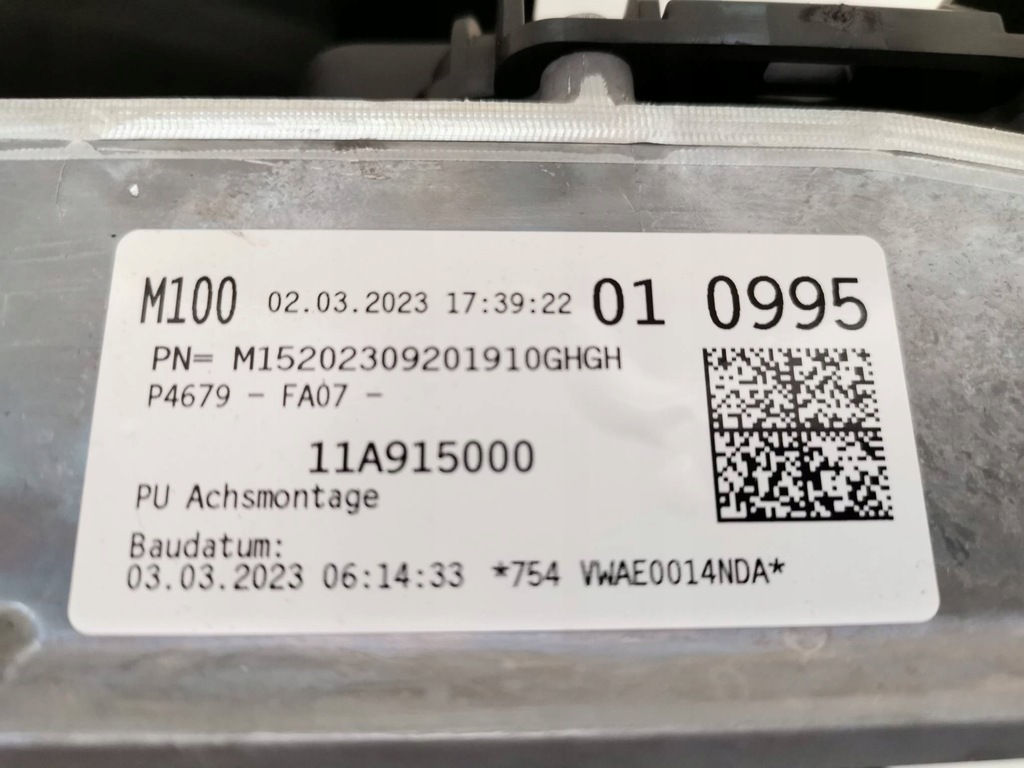 M100 02.03.2023 17:39:22 01 0995
PN= M15202309201910GHGH
P4679 - FA07 -
11A915000
PU Achsmontage
Baudatum:
03.03.2023 06:14:33 *754 VWAE0014NDA*